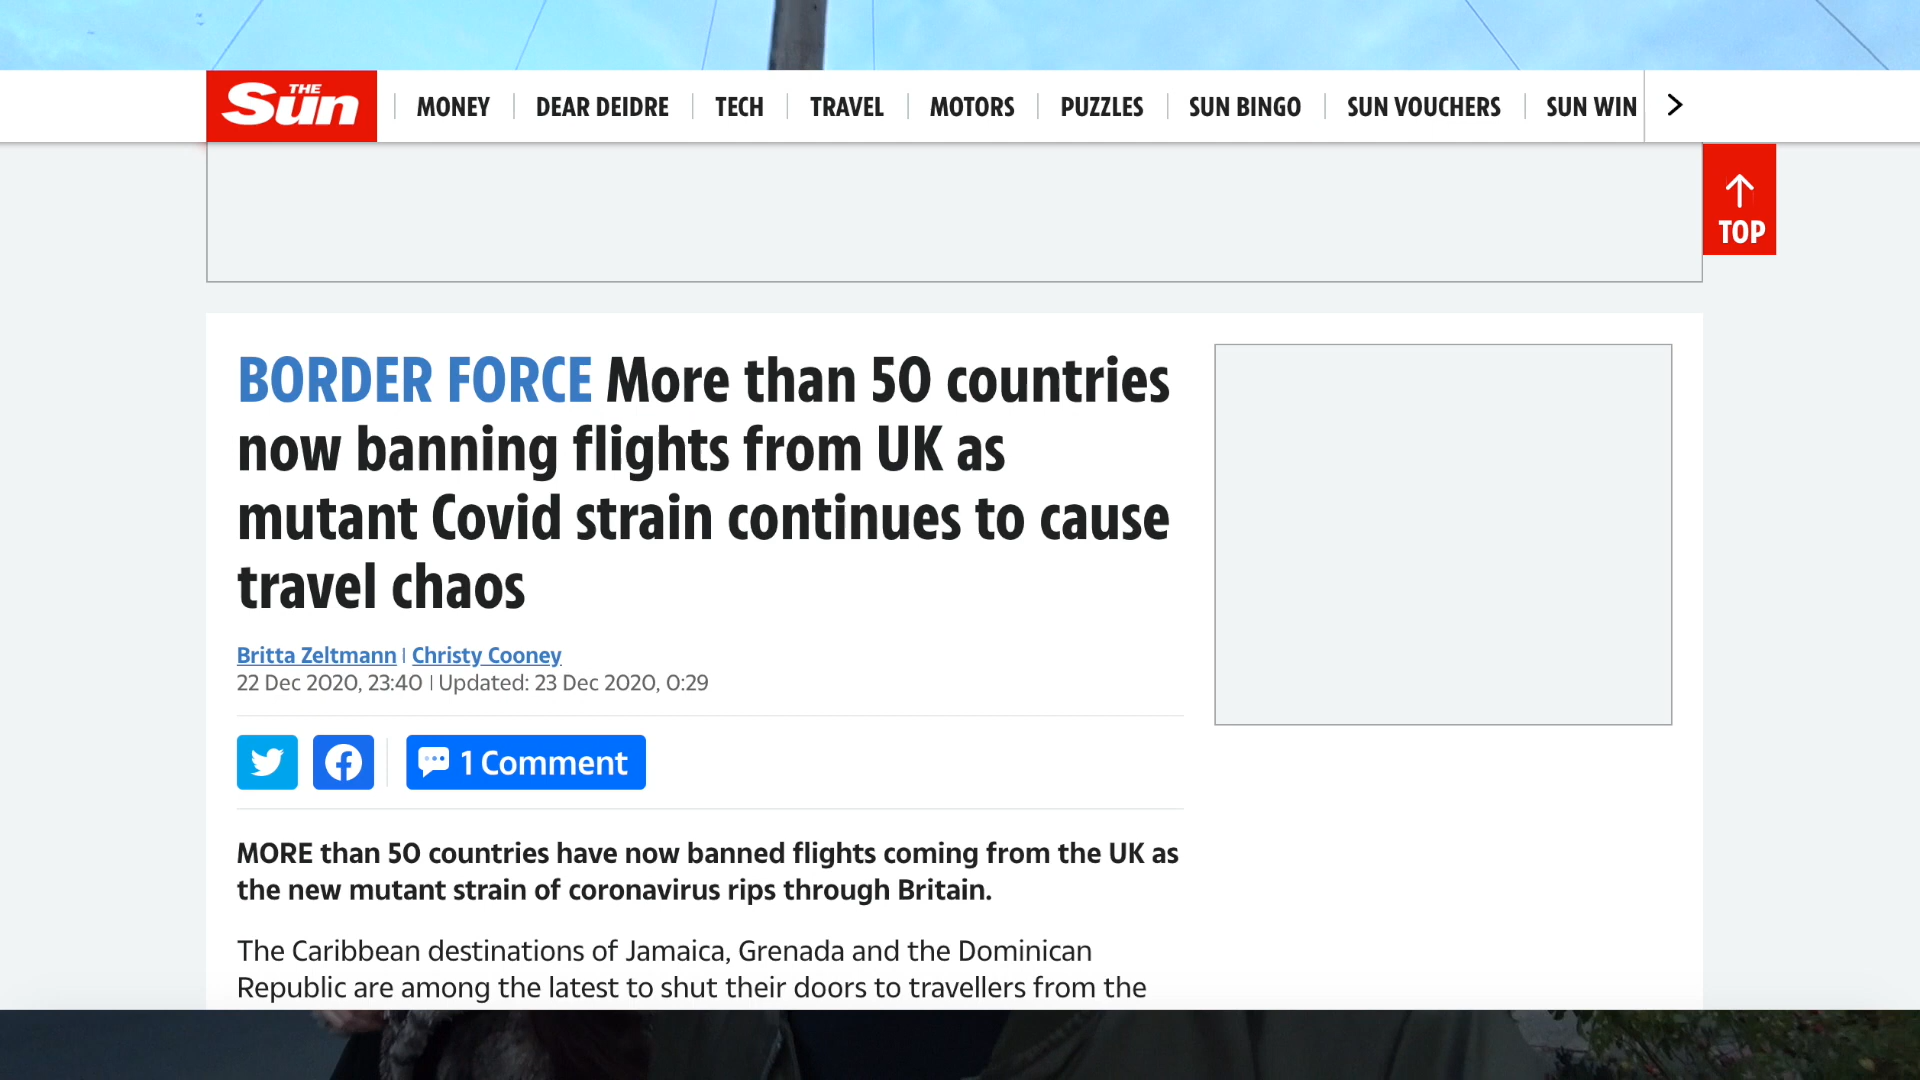 THE
Sun
MONEY
DEAR DEIDRE
TECH
TRAVEL
MOTORS
PUZZLES
SUN BINGO
SUN VOUCHERS
SUN WIN
TOP
BORDER FORCE More than 50 countries
now banning flights from UK as
mutant Covid strain continues to cause
travel chaos
Britta Zeltmann | Christy Cooney
22 Dec 2020, 23:40 | Updated: 23 Dec 2020, 0:29
1 Comment
MORE than 50 countries have now banned flights coming from the UK as
the new mutant strain of coronavirus rips through Britain.
The Caribbean destinations of Jamaica, Grenada and the Dominican
Republic are among the latest to shut their doors to travellers from the